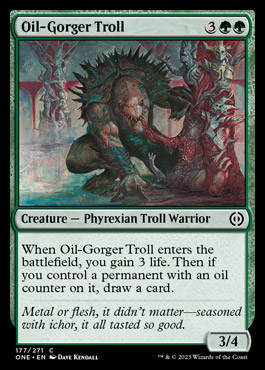 Oil-Gorger Troll 3
Creature — Phyrexian Troll Warrior
When Oil-Gorger Troll enters the
battlefield, you gain 3 life. Then if
you control a permanent with an oil
counter on it, draw a card.
Metal or flesh, it didn't matter—seasoned
with ichor, it all tasted so good.
3/4
177/271 C
ONE • EN DAVE KENDALL
™ & © 2023 Wizards of the Coast